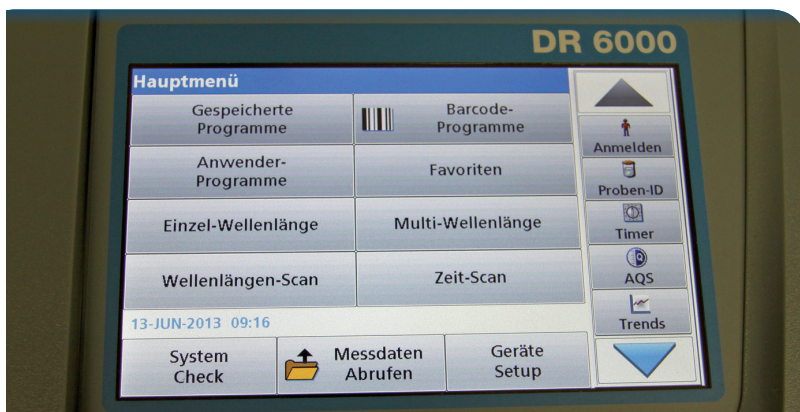 DR 6000
Hauptmenü
Gespeicherte
Programme
Barcode-
Programme
Anwender-
Programme
Favoriten
Einzel-Wellenlänge
Multi-Wellenlänge
Wellenlängen-Scan
Zeit-Scan
13-JUN-2013 09:16
System
Check
Messdaten
Abrufen
Geräte
Setup
Anmelden
Proben-ID
Timer
AQS
Trends